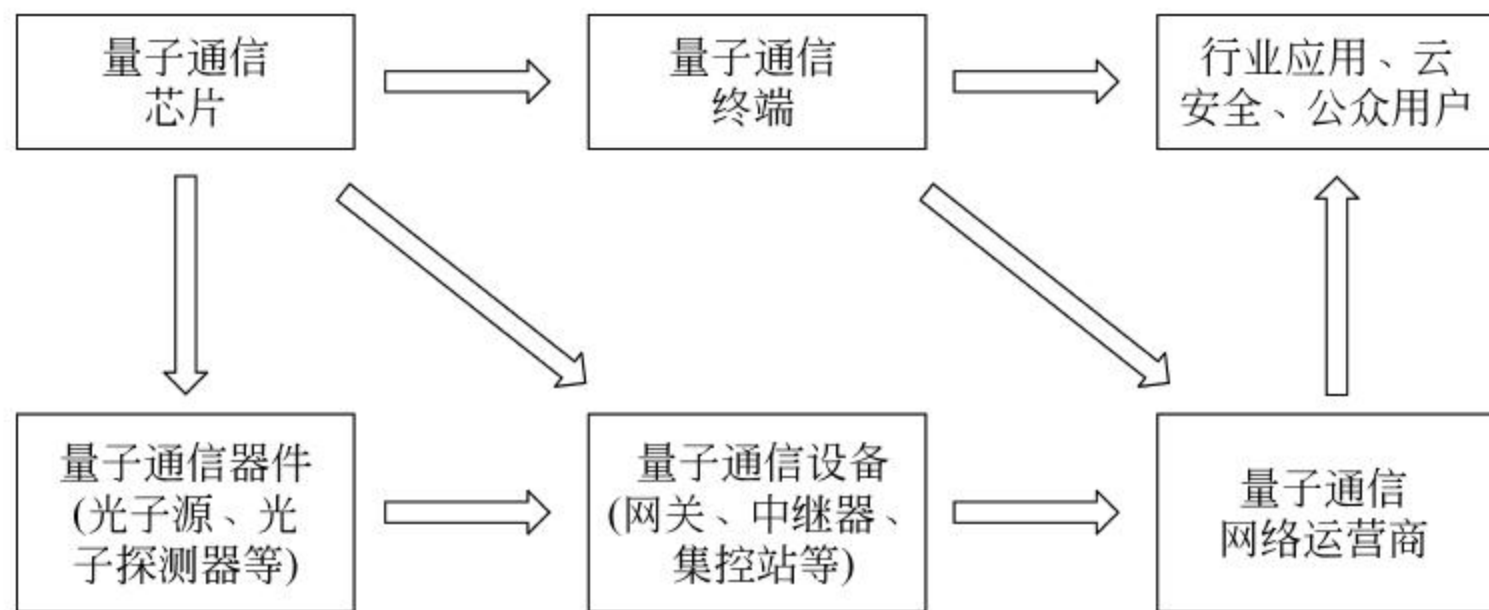 量子通信
芯片
量子通信
终端
行业应用、云
安全、公众用户
量子通信器件
(光子源、光
子探测器等)
量子通信设备
(网关、中继器、
集控站等)
量子通信
网络运营商